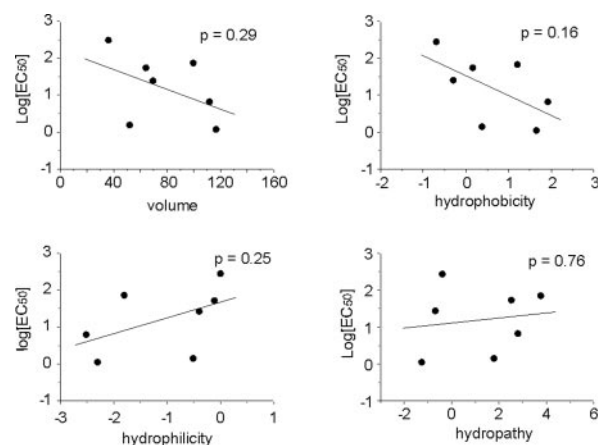 p = 0.29
Log[EC50]
3
2
1
0
-1
0 40 80 120 160
volume
p = 0.16
Log[EC50]
3
2
1
0
-1
-2 -1 0 1 2 3
hydrophobicity
p = 0.25
log[EC50]
3
2
1
0
-1
-3 -2 -1 0 1
hydrophilicity
p = 0.76
Log[EC50]
3
2
1
0
-1
-2 0 2 4 6
hydropathy